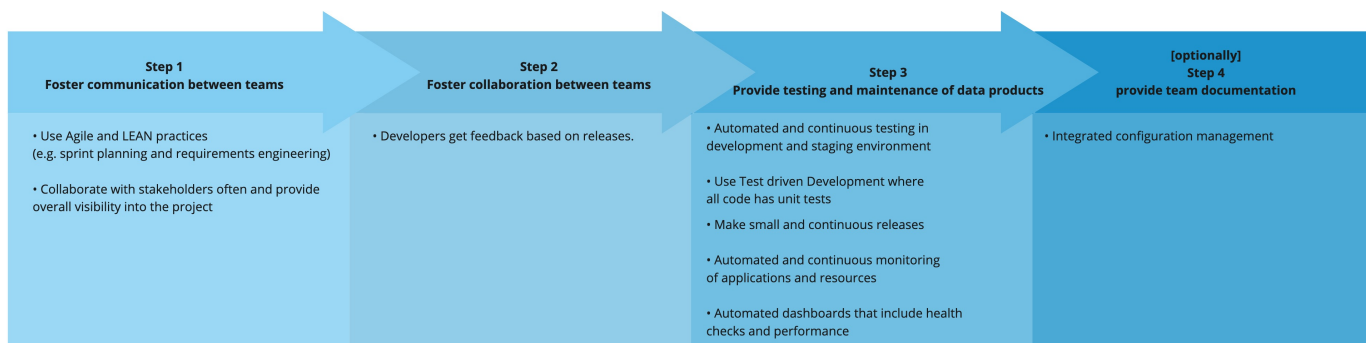 Step 1
Foster communication between teams
• Use Agile and LEAN practices
(e.g. sprint planning and requirements engineering)
• Collaborate with stakeholders often and provide
overall visibility into the project
Step 2
Foster collaboration between teams
• Developers get feedback based on releases.
Step 3
Provide testing and maintenance of data products
• Automated and continuous testing in
development and staging environment
• Use Test driven Development where
all code has unit tests
• Make small and continuous releases
• Automated and continuous monitoring
of applications and resources
• Automated dashboards that include health
checks and performance
[optionally]
Step 4
provide team documentation
• Integrated configuration management